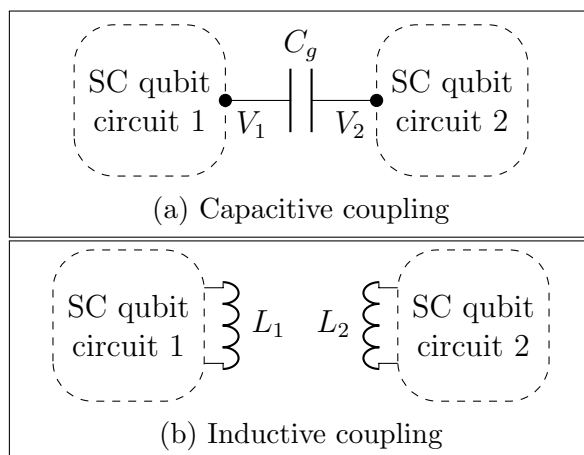 C_g
SC qubit
circuit 1
V_1
V_2
SC qubit
circuit 2
(a) Capacitive coupling
SC qubit
circuit 1
L_1
L_2
SC qubit
circuit 2
(b) Inductive coupling